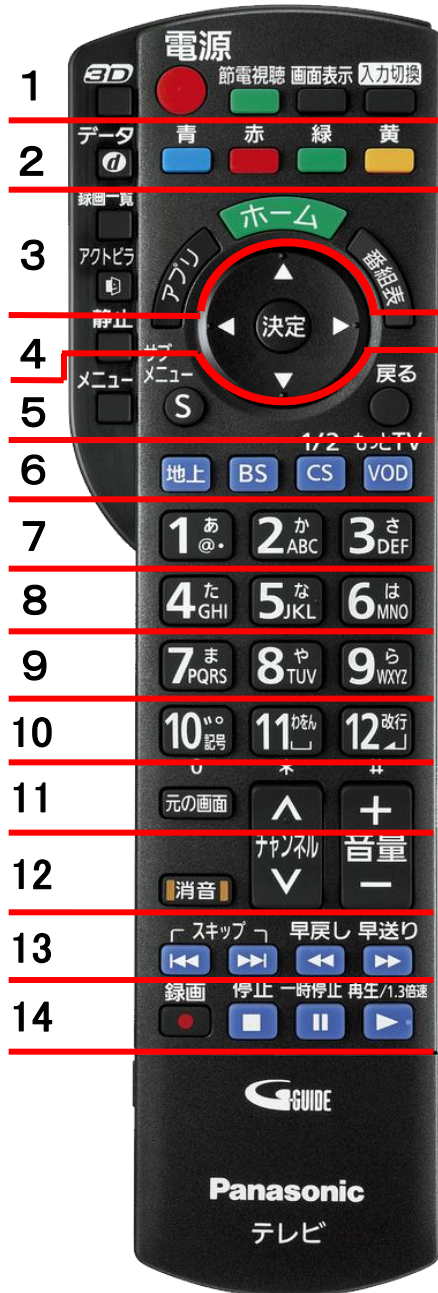 電源
1 3D 節電視聴 画面表示 入力切換
2 データ d 青 赤 緑 黄
録画一覧 ホーム
3 アクトビラ アプリ 番組表
静止 決定
4 サブメニュー 戻る
5 メニュー S
1/2 もっとTV
6 地上 BS CS VOD
7 1 あ @. 2 か ABC 3 さ DEF
8 4 た GHI 5 な JKL 6 は MNO
9 7 ま PQRS 8 や TUV 9 ら WXYZ
10 10 ゛゜ 記号 11 わをん 12 改行
0 * #
11 元の画面 ∧ +
チャンネル 音量
12 消音 ∨ −
スキップ 早戻し 早送り
13
録画 停止 一時停止 再生/1.3倍速
14
G-GUIDE
Panasonic
テレビ